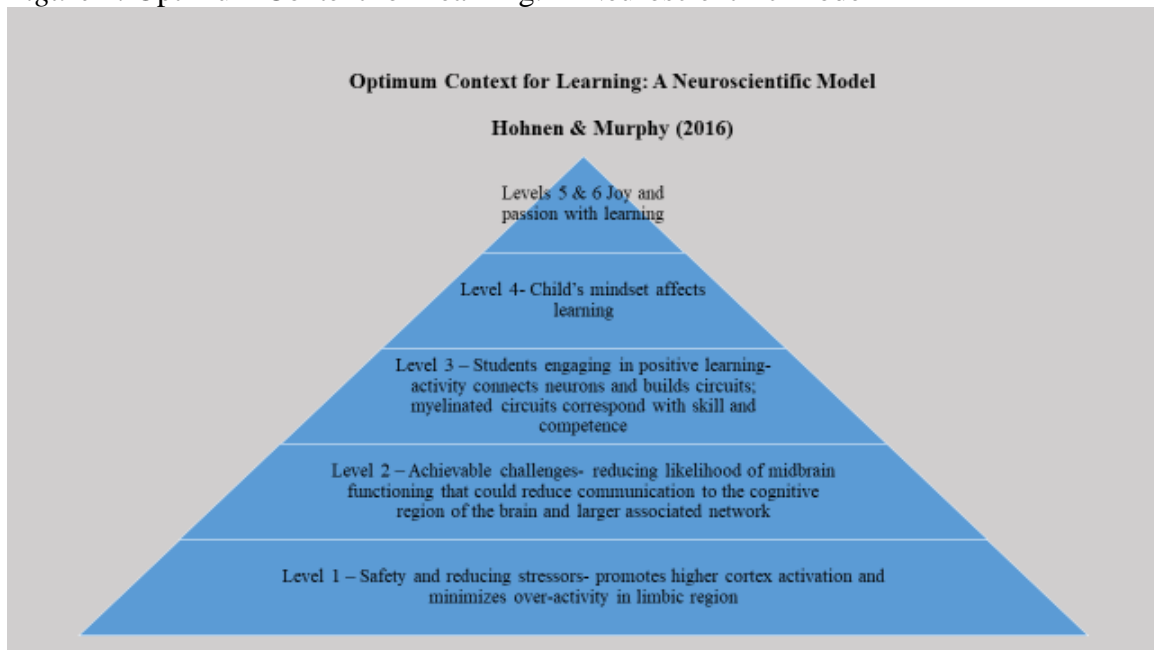 Optimum Context for Learning: A Neuroscientific Model
Hohnen & Murphy (2016)
Levels 5 & 6 Joy and
passion with learning
Level 4- Child's mindset affects
learning
Level 3 – Students engaging in positive learning-
activity connects neurons and builds circuits;
myelinated circuits correspond with skill and
competence
Level 2 – Achievable challenges- reducing likelihood of midbrain
functioning that could reduce communication to the cognitive
region of the brain and larger associated network
Level 1 – Safety and reducing stressors- promotes higher cortex activation and
minimizes over-activity in limbic region